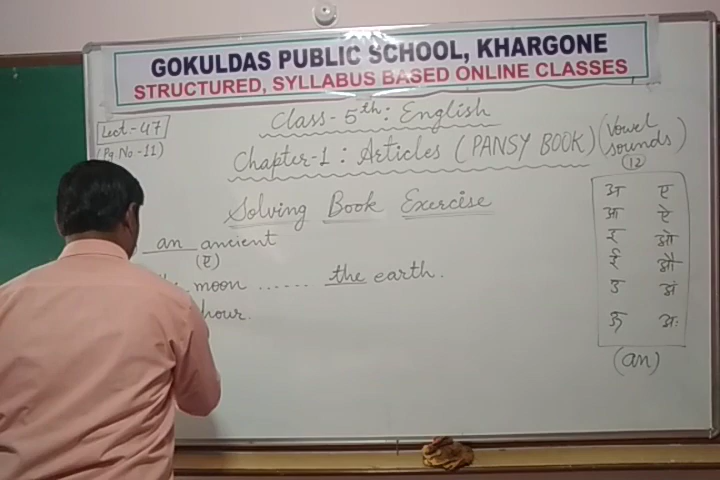 GOKULDAS PUBLIC SCHOOL, KHARGONE
STRUCTURED, SYLLABUS BASED ONLINE CLASSES
Lect-47
(Pg No.-11)
Class-5th: English
Chapter-1: Articles (PANSY BOOK)
Solving Book Exercise
an ancient
(ए)
moon ...... the earth.
hour.
(Vowel sounds)
(12)
अ ए
आ ऐ
इ ओ
ई औ
उ अं
ऊ अः
(an)